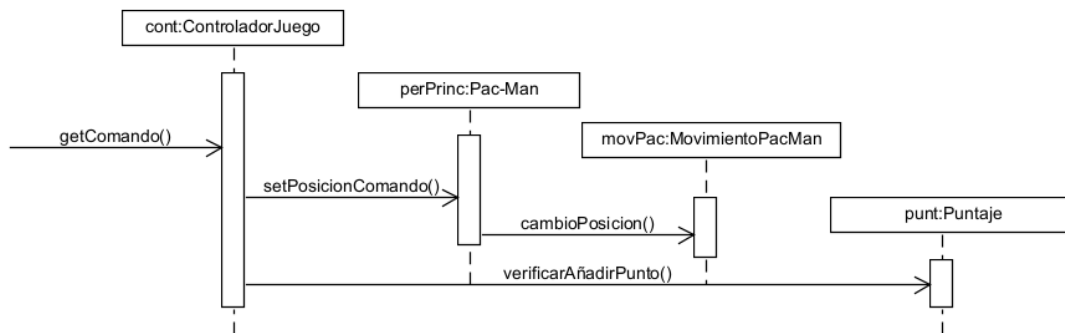 cont:ControladorJuego
perPrinc:Pac-Man
getComando()
movPac:MovimientoPacMan
setPosicionComando()
punt:Puntaje
cambioPosicion()
verificarAñadirPunto()